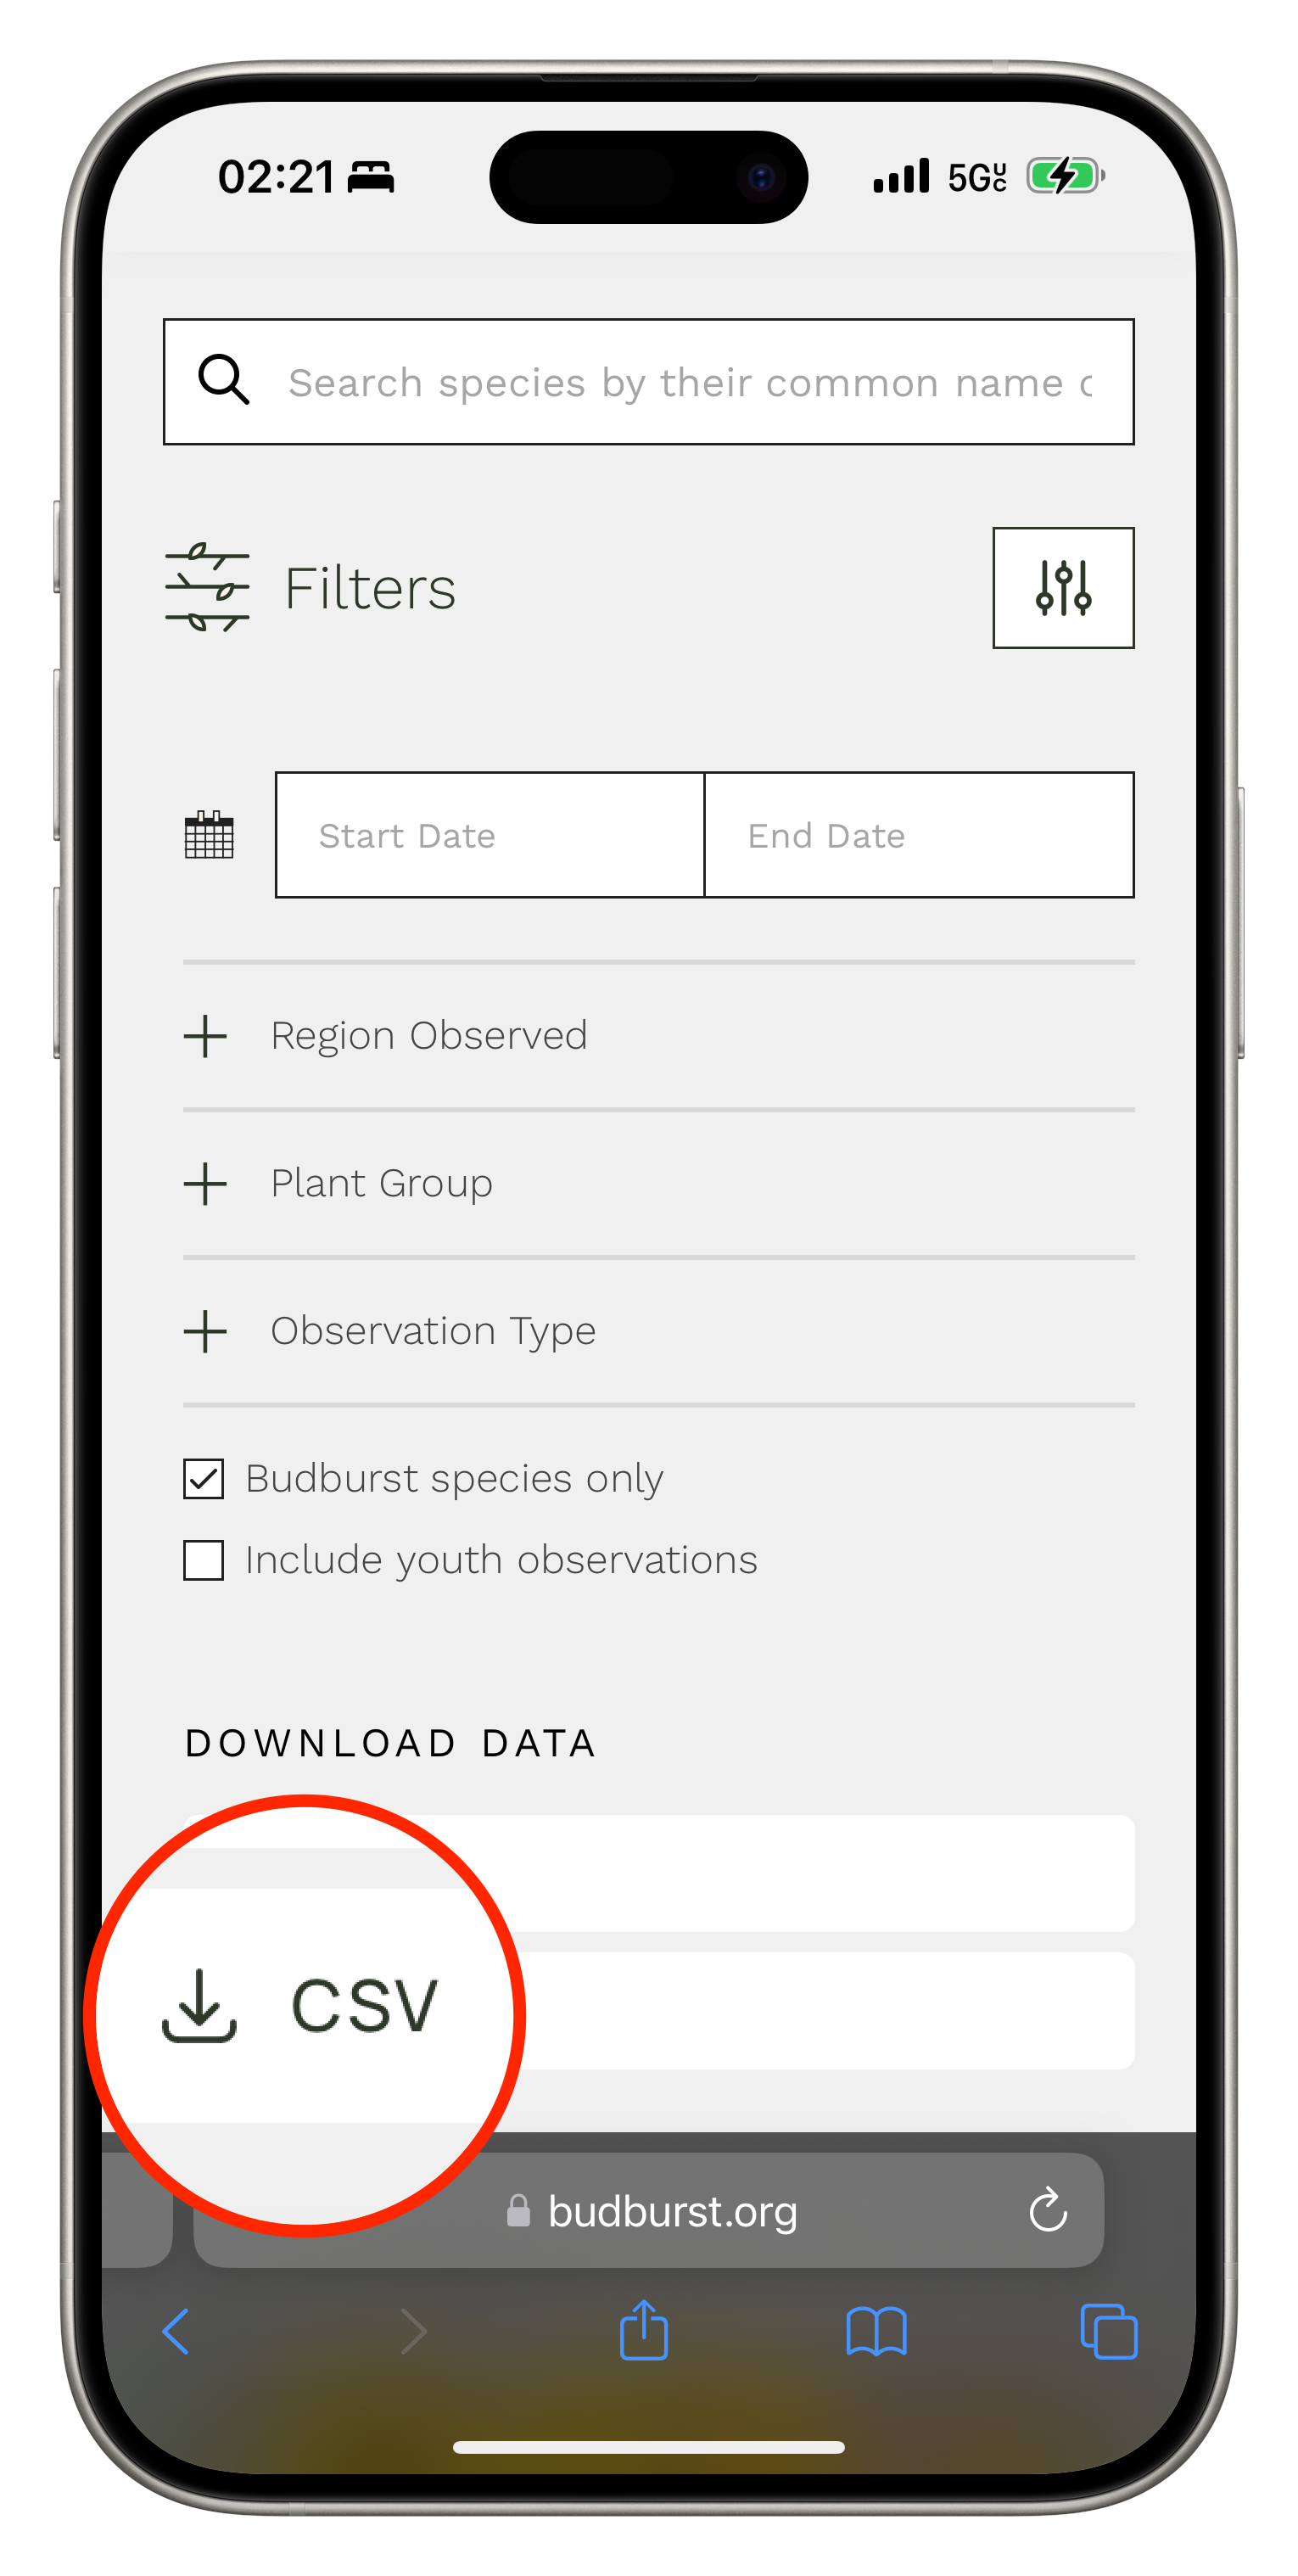 02:21
5G UC
Search species by their common name
Filters
Start Date
End Date
Region Observed
Plant Group
Observation Type
Budburst species only
Include youth observations
DOWNLOAD DATA
CSV
budburst.org